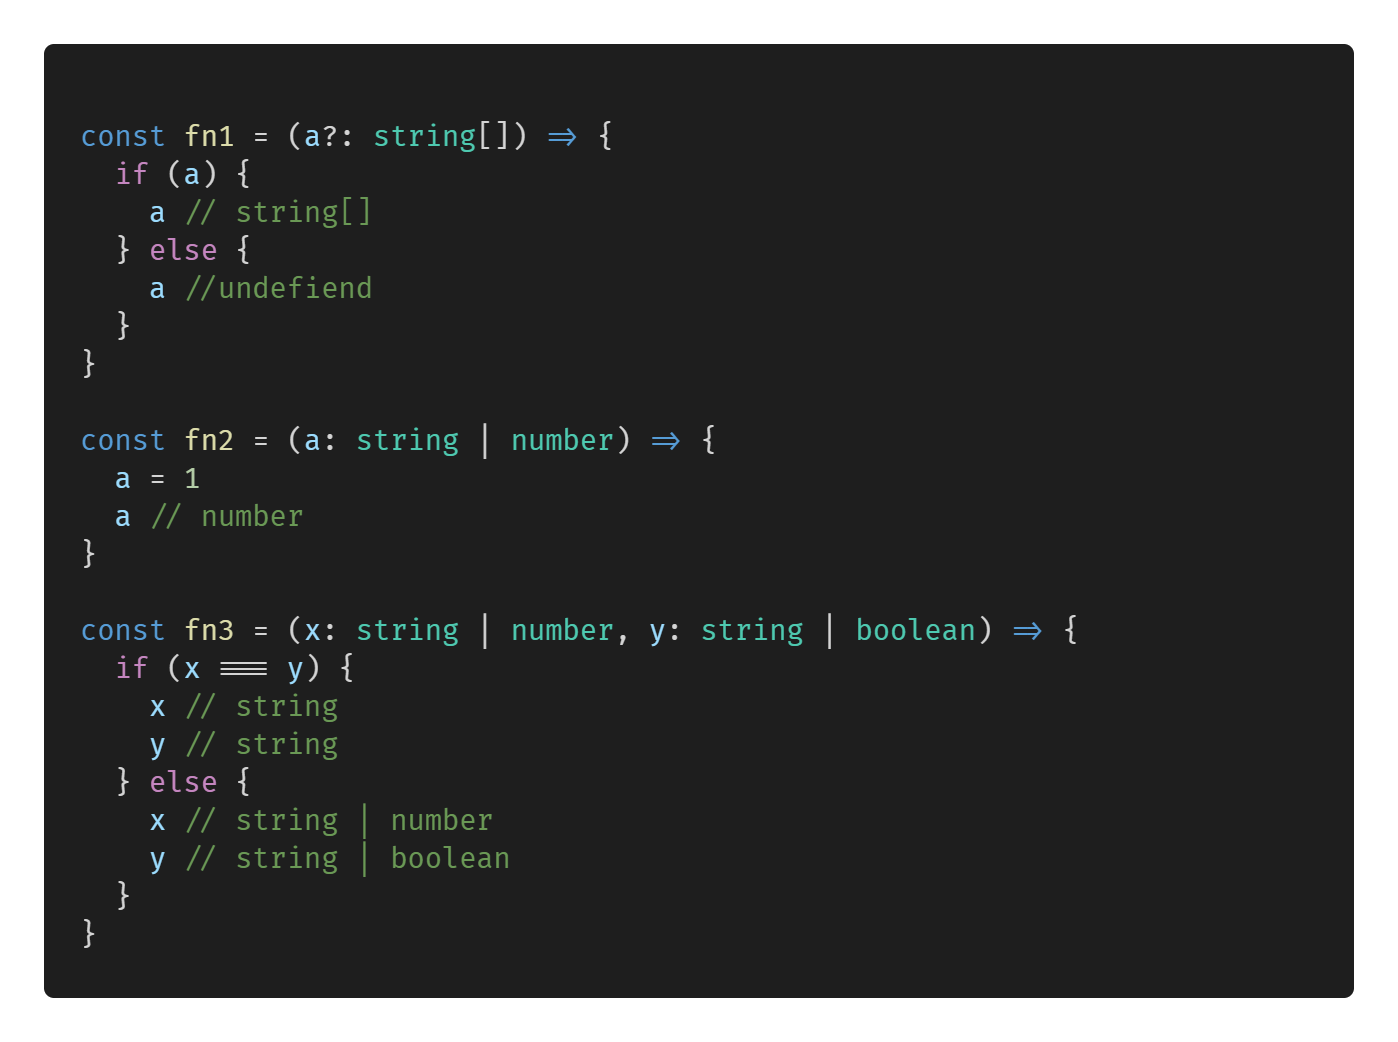 const fn1 = (a?: string[]) => {
  if (a) {
    a // string[]
  } else {
    a //undefiend
  }
}

const fn2 = (a: string | number) => {
  a = 1
  a // number
}

const fn3 = (x: string | number, y: string | boolean) => {
  if (x === y) {
    x // string
    y // string
  } else {
    x // string | number
    y // string | boolean
  }
}